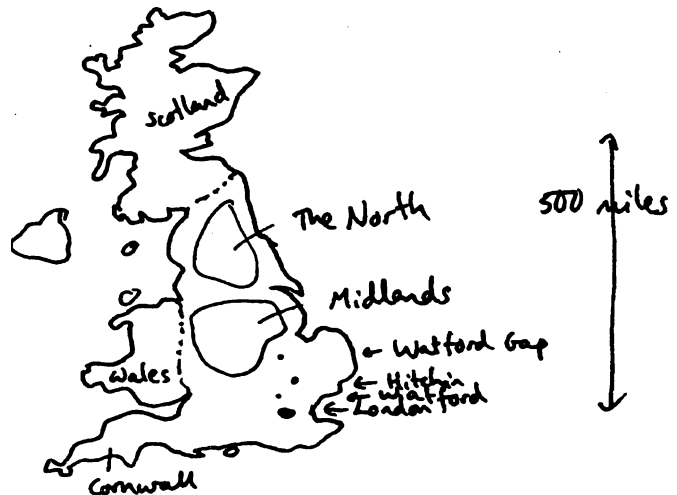 Scotland
The North
500 miles
Midlands
Watford Gap
Wales
Hitchin
Watford
London
Cornwall